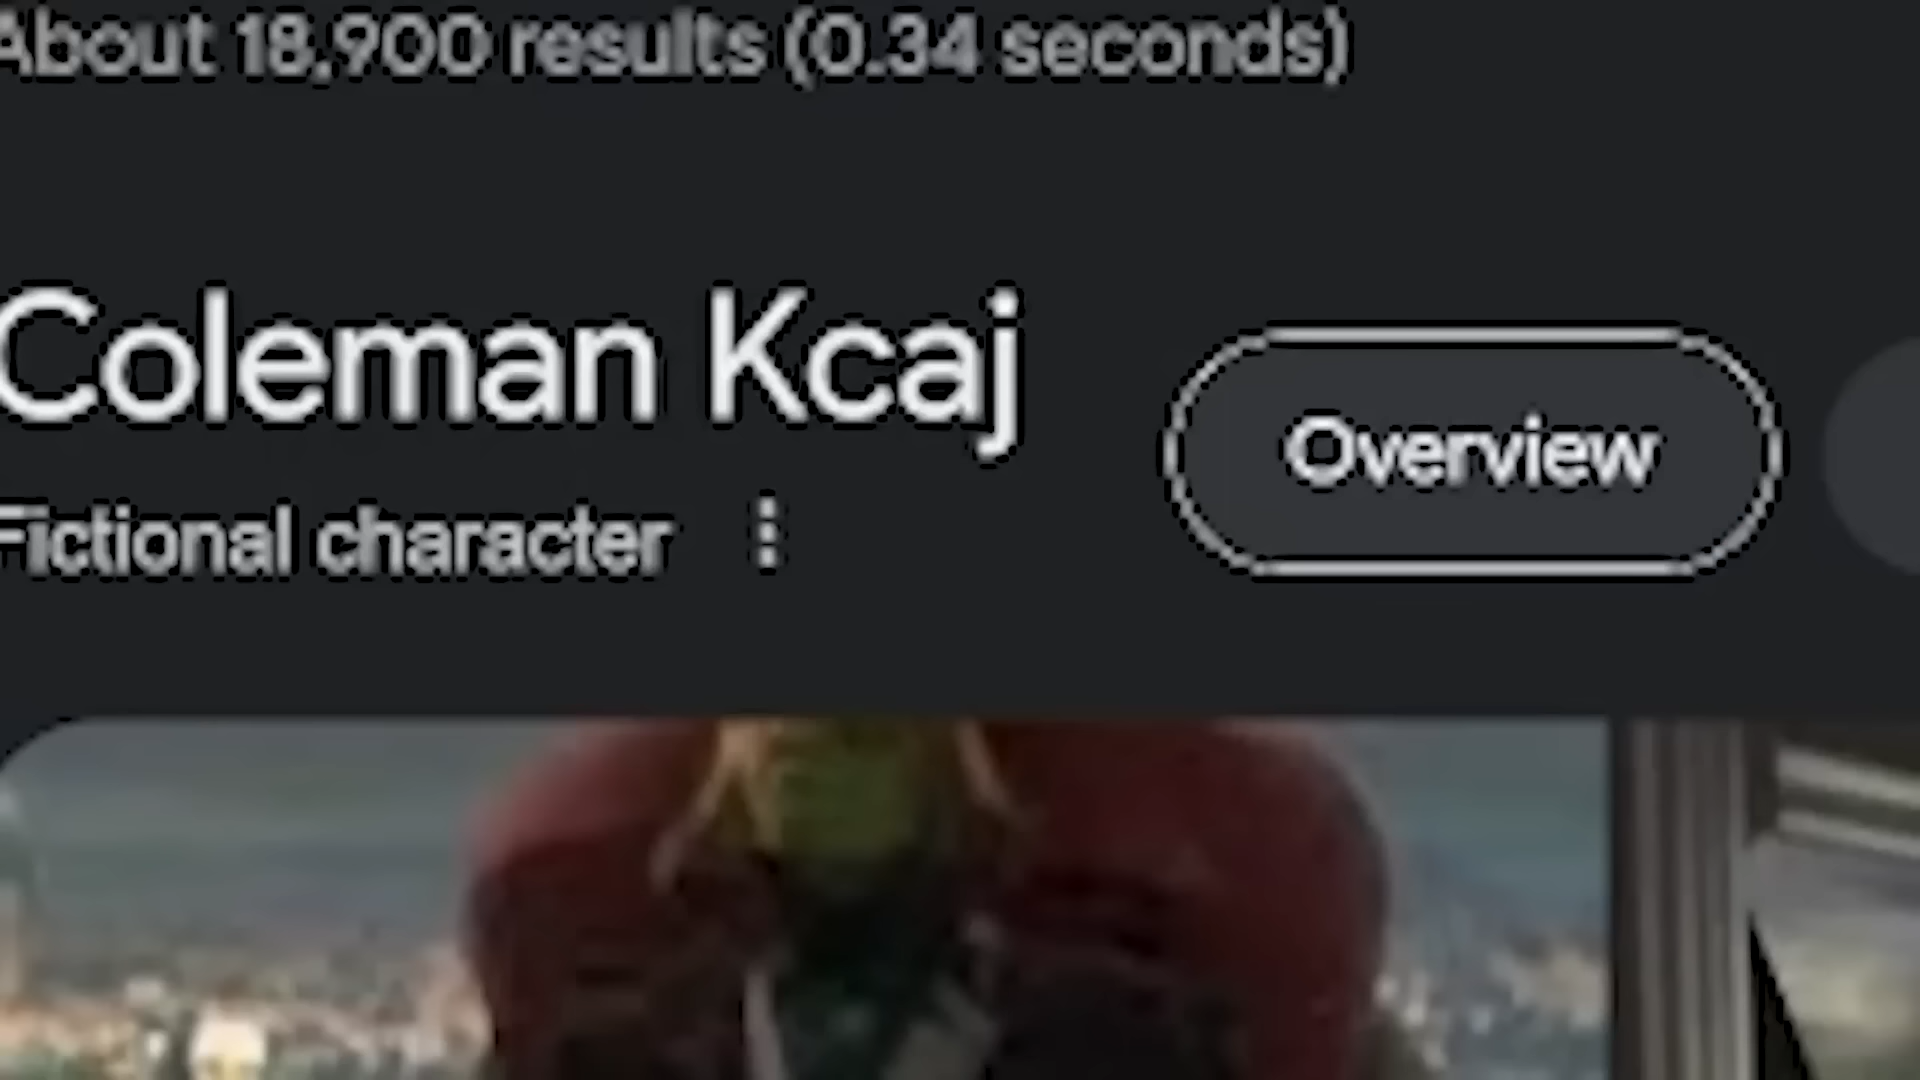 About 18,900 results (0.34 seconds)
Coleman Kcaj
Overview
Fictional character